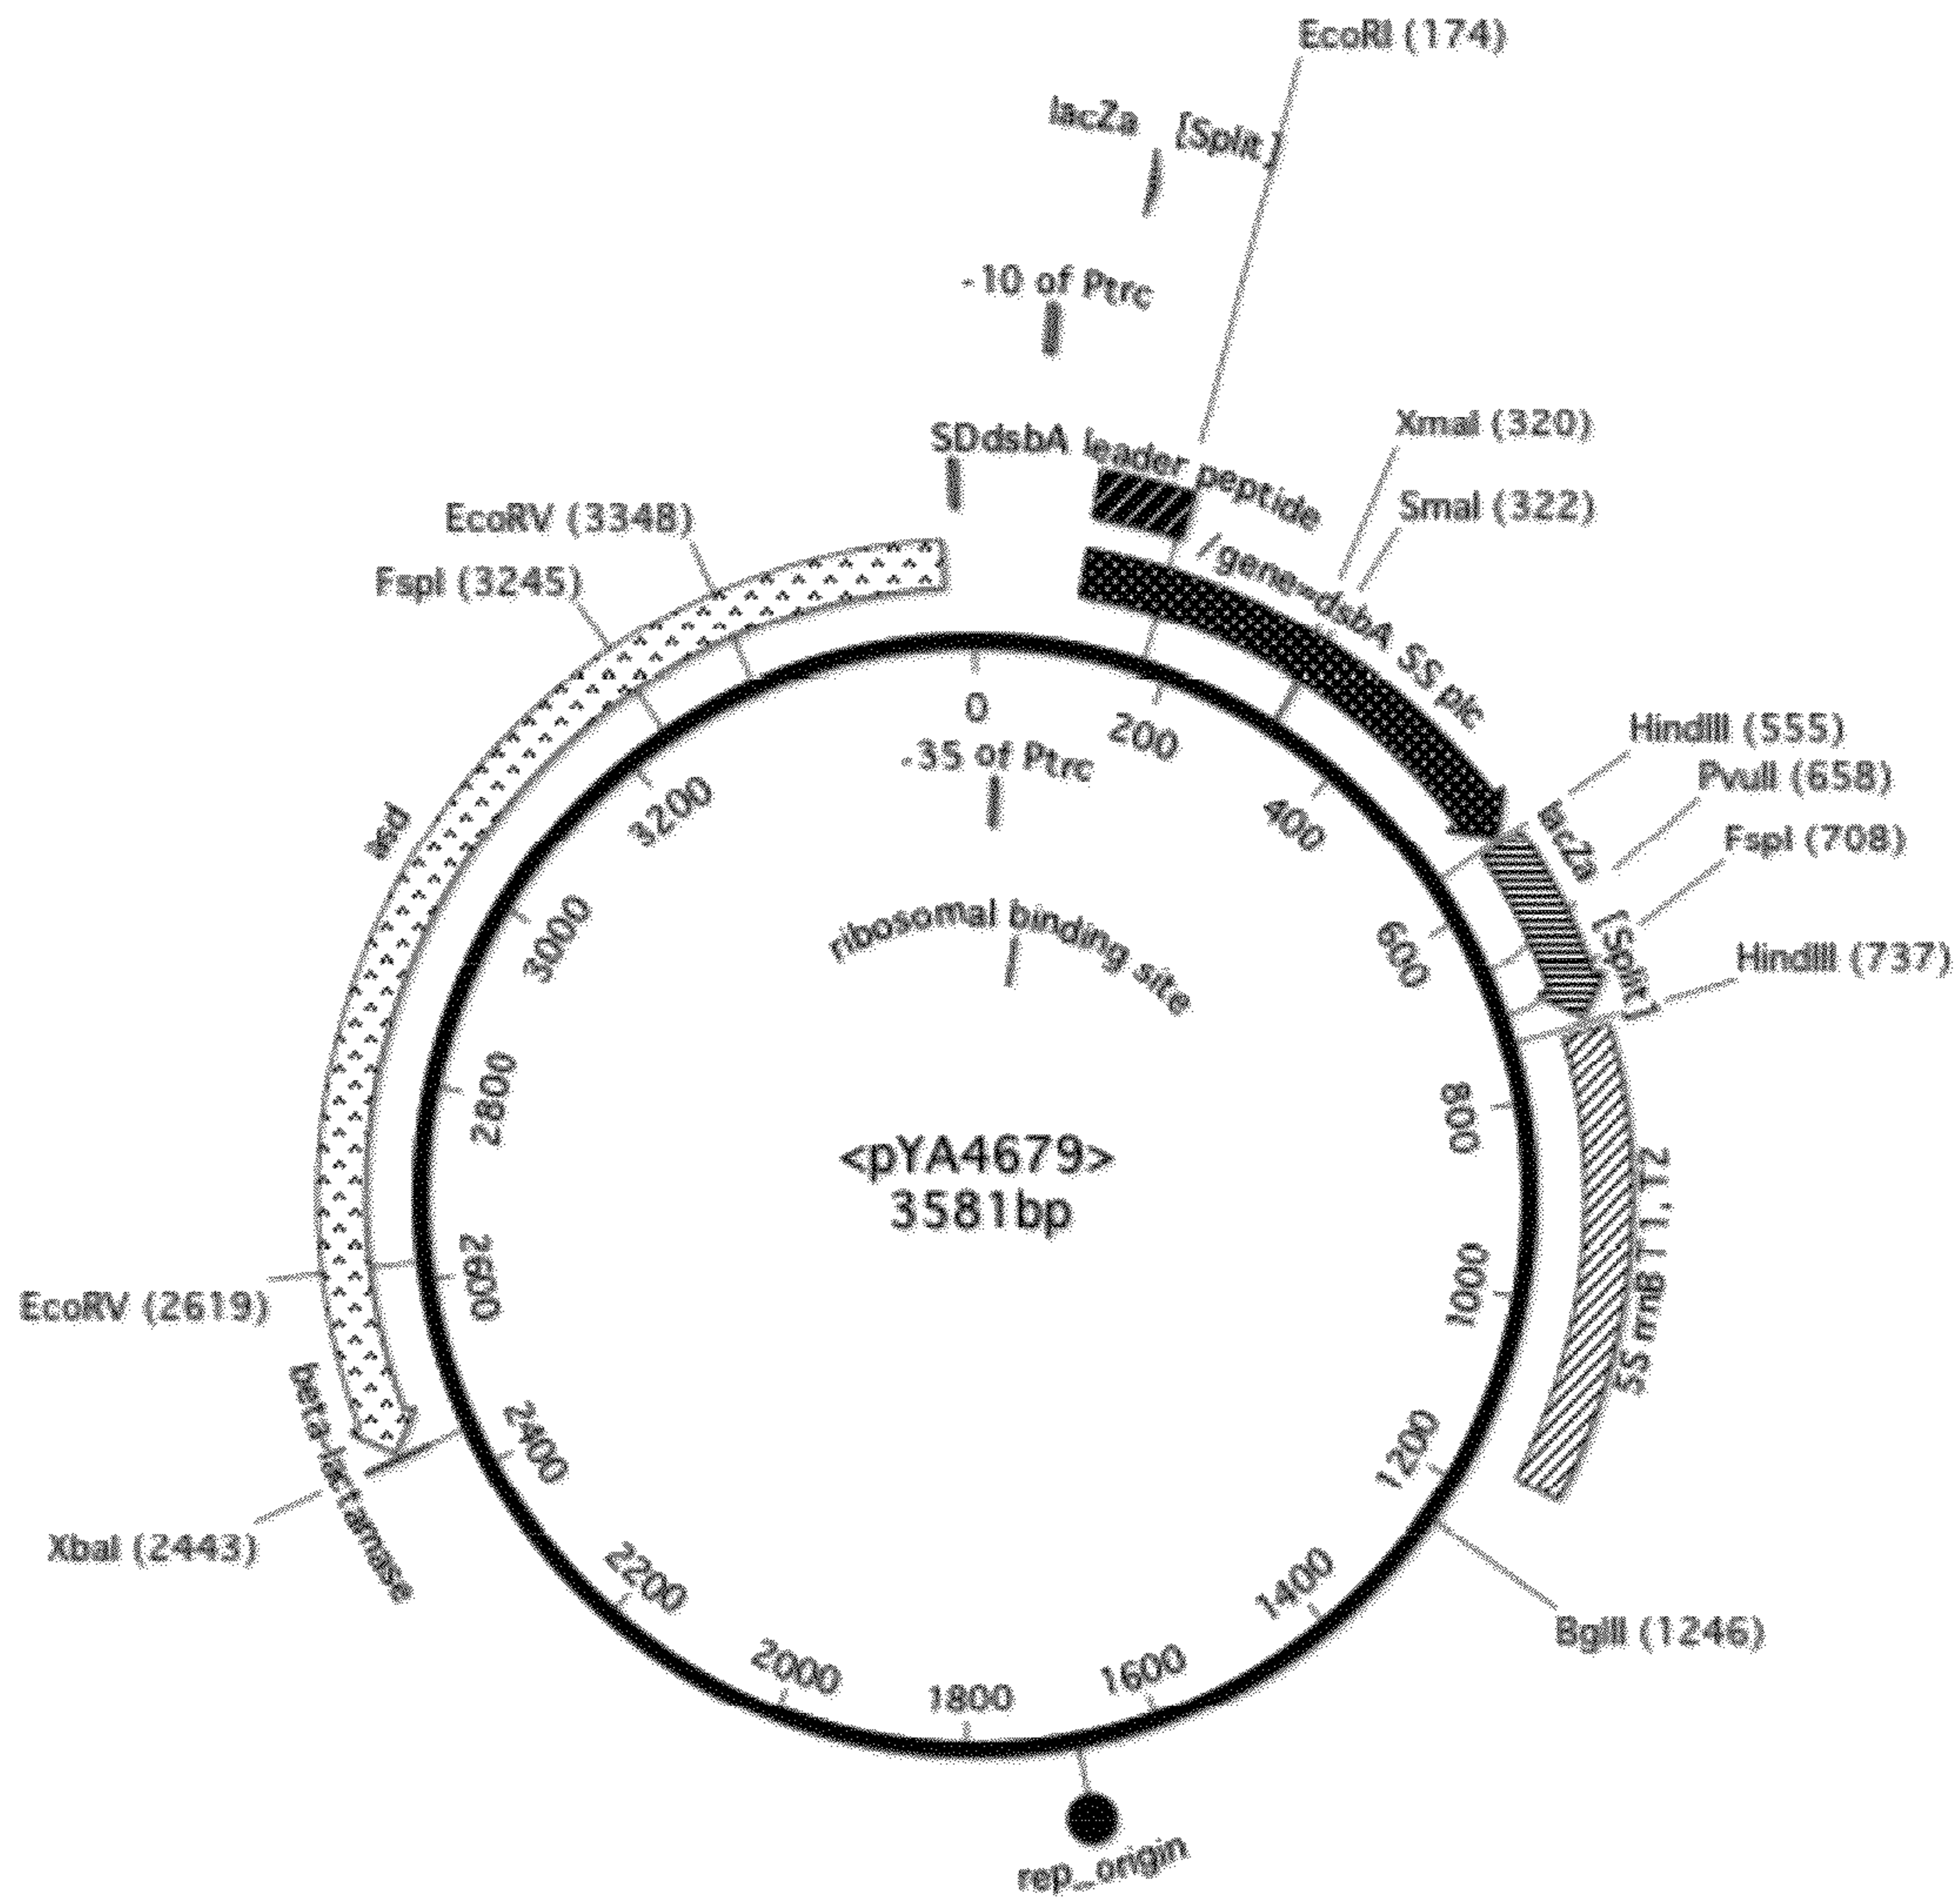 EcoRI (174)
lacZa [Split]
-10 of Ptrc
SDdsbA leader peptide
XmaI (320)
SmaI (322)
EcoRV (3348)
FspI (3245)
/gene=dsbA SS plc
0
200
-35 of Ptrc
400
3200
HindIII (555)
PvuII (658)
FspI (708)
lacZa [Split]
asd
ribosomal binding site
600
3000
HindIII (737)
2800
800
<pYA4679>
3581bp
SS rrnB T1, T2
2600
1000
EcoRV (2619)
beta-lactamase
2400
1200
XbaI (2443)
2200
1400
BglII (1246)
2000
1800
1600
rep_origin